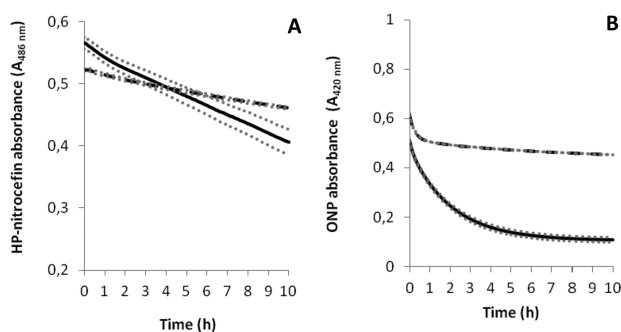 A
HP-nitrocefin absorbance (A486 nm)
0,6
0,5
0,4
0,5
0,2
0 1 2 3 4 5 6 7 8 9 10
Time (h)
B
ONP absorbance (A420 nm)
1
0,8
0,6
0,4
0,2
0
0 1 2 3 4 5 6 7 8 9 10
Time (h)